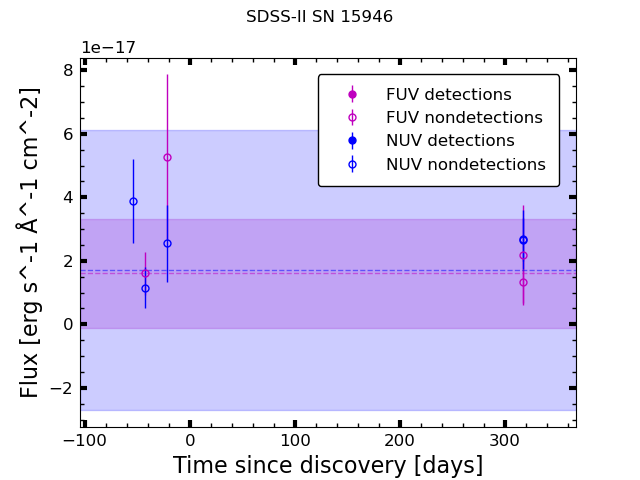 SDSS-II SN 15946
1e−17
FUV detections
FUV nondetections
NUV detections
NUV nondetections
8
6
4
2
0
−2
Flux [erg s^-1 Å^-1 cm^-2]
−100 0 100 200 300
Time since discovery [days]